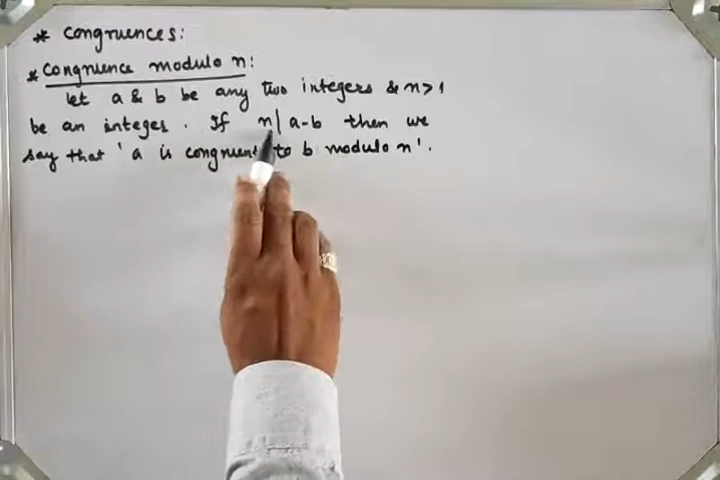 * Congruences:
* Congruence modulo n:
let a & b be any two integers & n>1
be an integer. If n| a-b then we
say that 'a is congruent to b modulo n'.